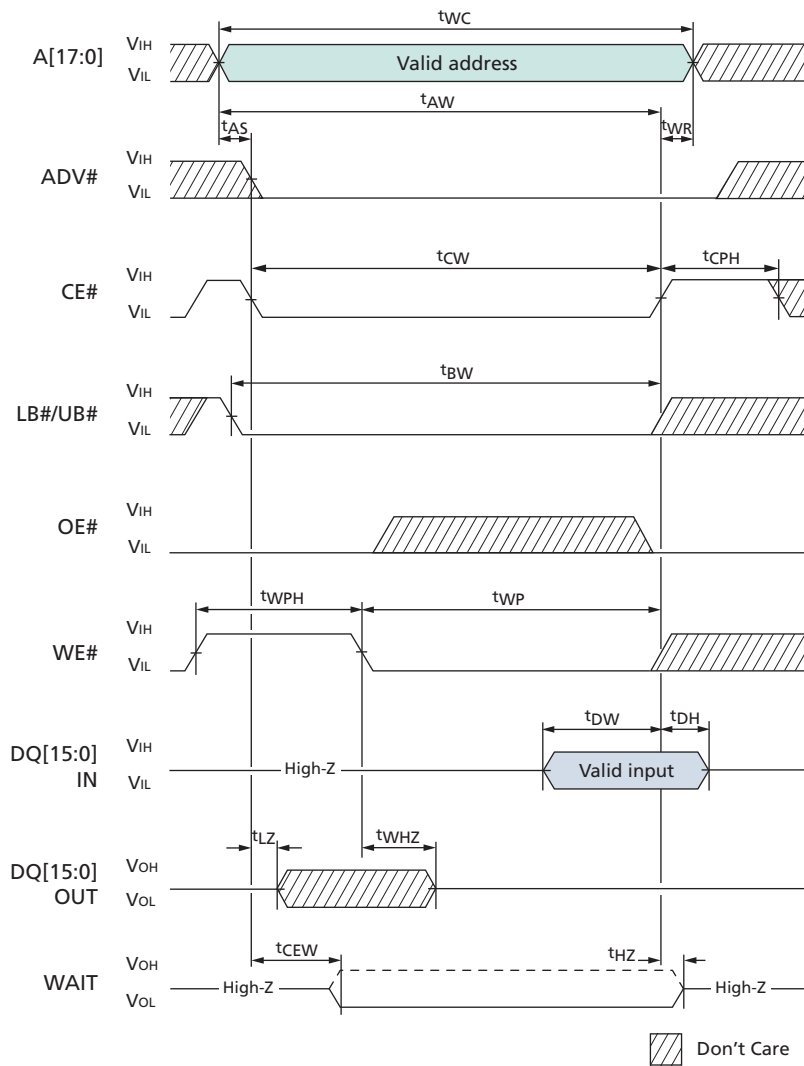 tWC
A[17:0] VIH VIL Valid address
tAW
tAS tWR
ADV# VIH VIL
tCW tCPH
CE# VIH VIL
tBW
LB#/UB# VIH VIL
OE# VIH VIL
tWPH tWP
WE# VIH VIL
tDW tDH
DQ[15:0] IN VIH VIL High-Z Valid input
tLZ tWHZ
DQ[15:0] OUT VOH VOL
tCEW tHZ
WAIT VOH VOL High-Z High-Z
Don't Care